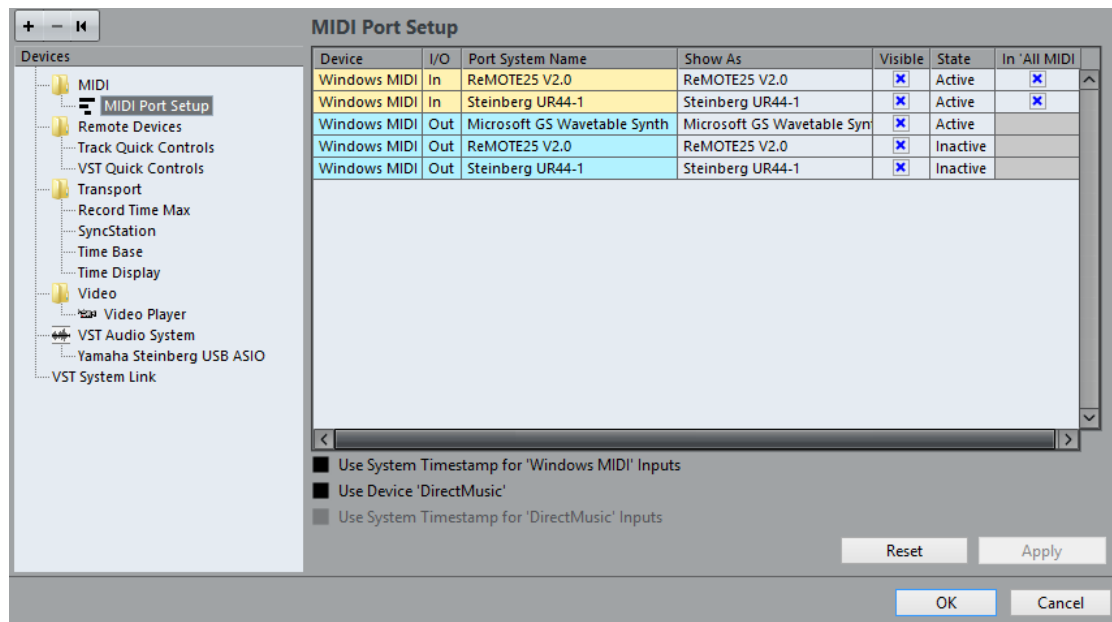 + −
MIDI Port Setup
Devices
MIDI
MIDI Port Setup
Remote Devices
Track Quick Controls
VST Quick Controls
Transport
Record Time Max
SyncStation
Time Base
Time Display
Video
Video Player
VST Audio System
Yamaha Steinberg USB ASIO
VST System Link
Device I/O Port System Name Show As Visible State In 'All MIDI
Windows MIDI In ReMOTE25 V2.0 ReMOTE25 V2.0 Active
Windows MIDI In Steinberg UR44-1 Steinberg UR44-1 Active
Windows MIDI Out Microsoft GS Wavetable Synth Microsoft GS Wavetable Syn Active
Windows MIDI Out ReMOTE25 V2.0 ReMOTE25 V2.0 Inactive
Windows MIDI Out Steinberg UR44-1 Steinberg UR44-1 Inactive
Use System Timestamp for 'Windows MIDI' Inputs
Use Device 'DirectMusic'
Use System Timestamp for 'DirectMusic' Inputs
Reset Apply
OK Cancel